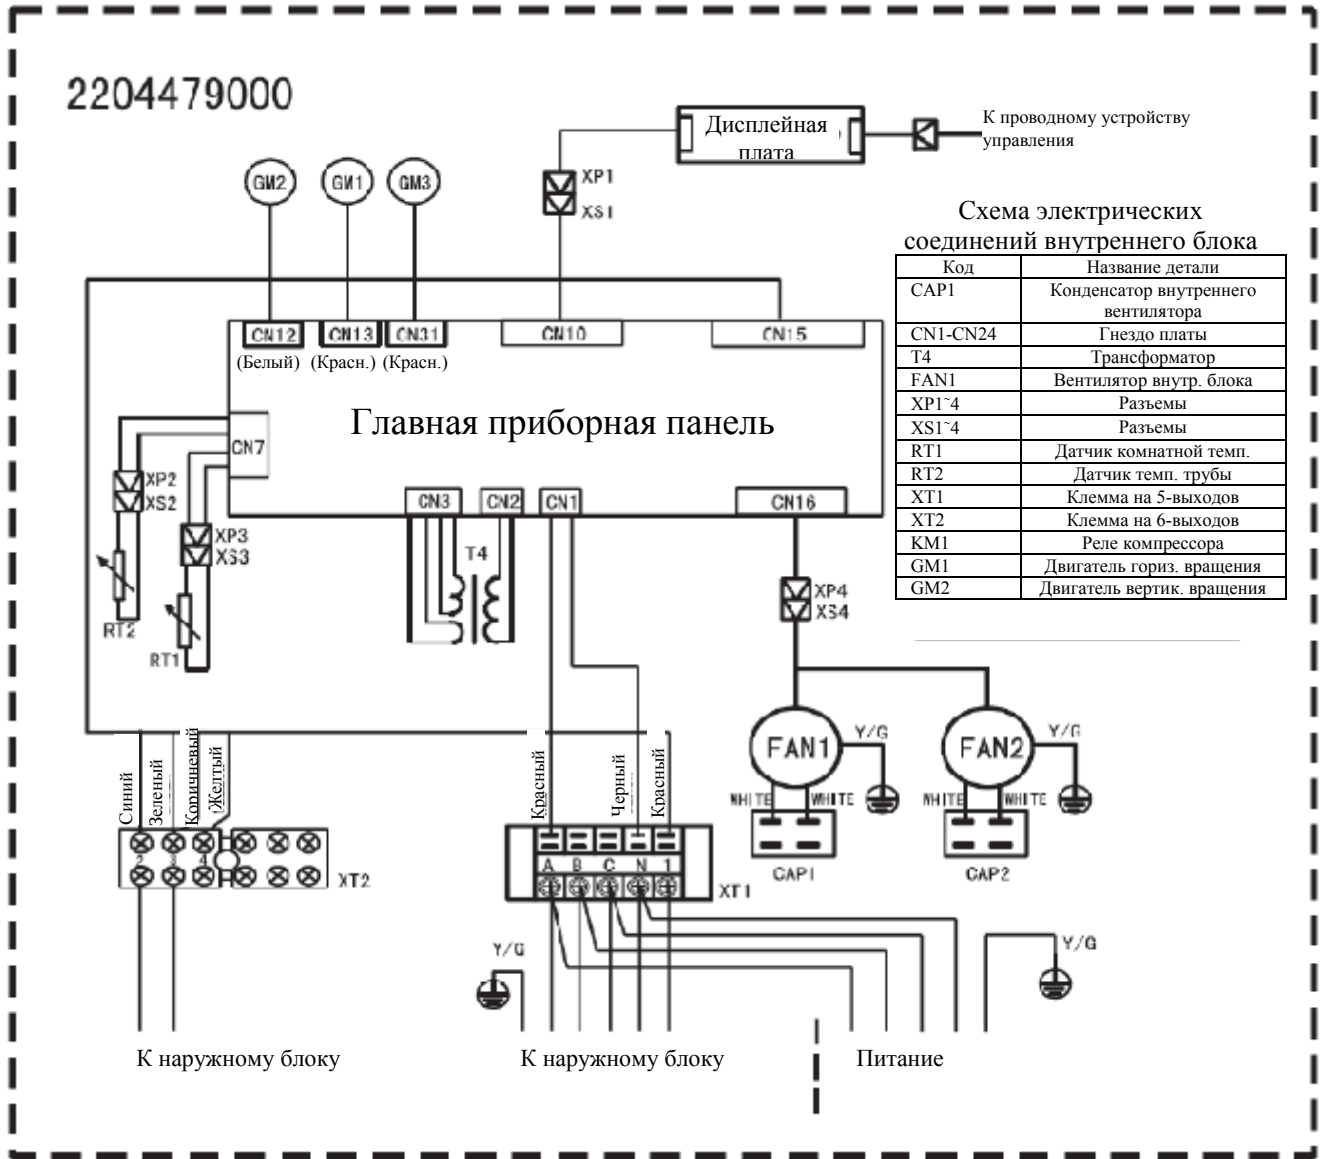 2204479000
К проводному устройству
управления
Дисплейная
плата
XP1
XS1
GM2
GM1
GM3
Схема электрических
соединений внутреннего блока
Код Название детали
CAP1 Конденсатор внутреннего
вентилятора
CN1-CN24 Гнездо платы
T4 Трансформатор
FAN1 Вентилятор внутр. блока
XP1~4 Разъемы
XS1~4 Разъемы
RT1 Датчик комнатной темп.
RT2 Датчик темп. трубы
XT1 Клемма на 5-выходов
XT2 Клемма на 6-выходов
KM1 Реле компрессора
GM1 Двигатель гориз. вращения
GM2 Двигатель вертик. вращения
CN12
CN13
CN31
CN10
CN15
(Белый)
(Красн.)
(Красн.)
Главная приборная панель
CN7
XP2
XS2
XP3
XS3
RT2
RT1
CN3
CN2
CN1
CN16
T4
XP4
XS4
FAN1
Y/G
FAN2
Y/G
WHITE
WHITE
WHITE
WHITE
CAP1
CAP2
Синий
Зеленый
Коричневый
(Желтый
2
3
4
XT2
Красный
Черный
Красный
A B C N 1
XT1
Y/G
Y/G
К наружному блоку
К наружному блоку
Питание